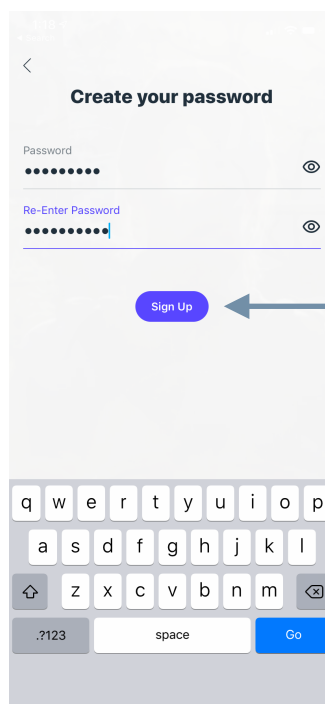 Create your password
Password
•••••••••
Re-Enter Password
••••••••••
Sign Up
q w e r t y u i o p
a s d f g h j k l
z x c v b n m
.?123 space Go